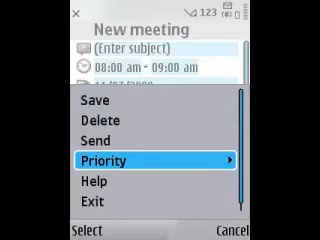 123
New meeting
(Enter subject)
08:00 am - 09:00 am
Save
Delete
Send
Priority
Help
Exit
Select Cancel